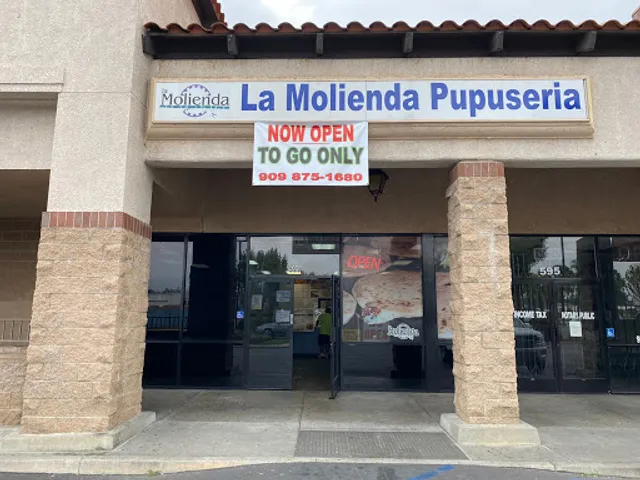 La
Molienda
La Molienda Pupuseria
NOW OPEN
TO GO ONLY
909 875-1680
OPEN
595
INCOME TAX
NOTARY PUBLIC
Molienda